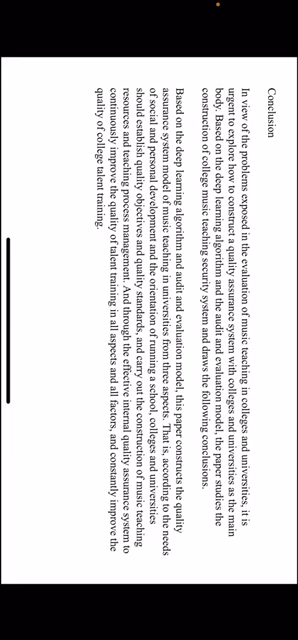 Conclusion
In view of the problems exposed in the evaluation of music teaching in colleges and universities, it is
urgent to explore how to construct a quality assurance system with colleges and universities as the main
body. Based on the deep learning algorithm and the audit and evaluation model, the paper studies the
construction of college music teaching security system and draws the following conclusions.
Based on the deep learning algorithm and audit and evaluation model, this paper constructs the quality
assurance system model of music teaching in universities from three aspects. That is, according to the needs
of social and personal development and the orientation of running a school, colleges and universities
should establish quality objectives and quality standards, and carry out the construction of music teaching
resources and teaching process management. And through the effective internal quality assurance system to
continuously improve the quality of talent training in all aspects and all factors, and constantly improve the
quality of college talent training.